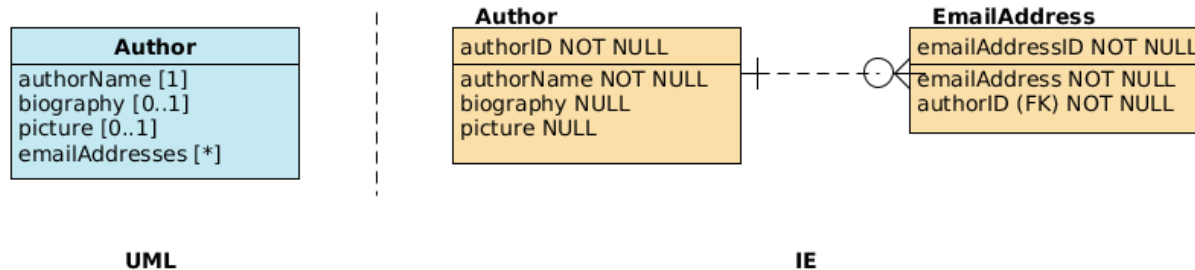 Author
authorName [1]
biography [0..1]
picture [0..1]
emailAddresses [*]
UML
Author
authorID NOT NULL
authorName NOT NULL
biography NULL
picture NULL
EmailAddress
emailAddressID NOT NULL
emailAddress NOT NULL
authorID (FK) NOT NULL
IE